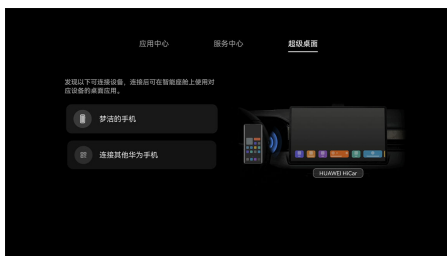 应用中心
服务中心
超级桌面
发现以下可连接设备，连接后可在智能座舱上使用对
应设备的桌面应用。
梦洁的手机
连接其他华为手机
HUAWEI HiCar